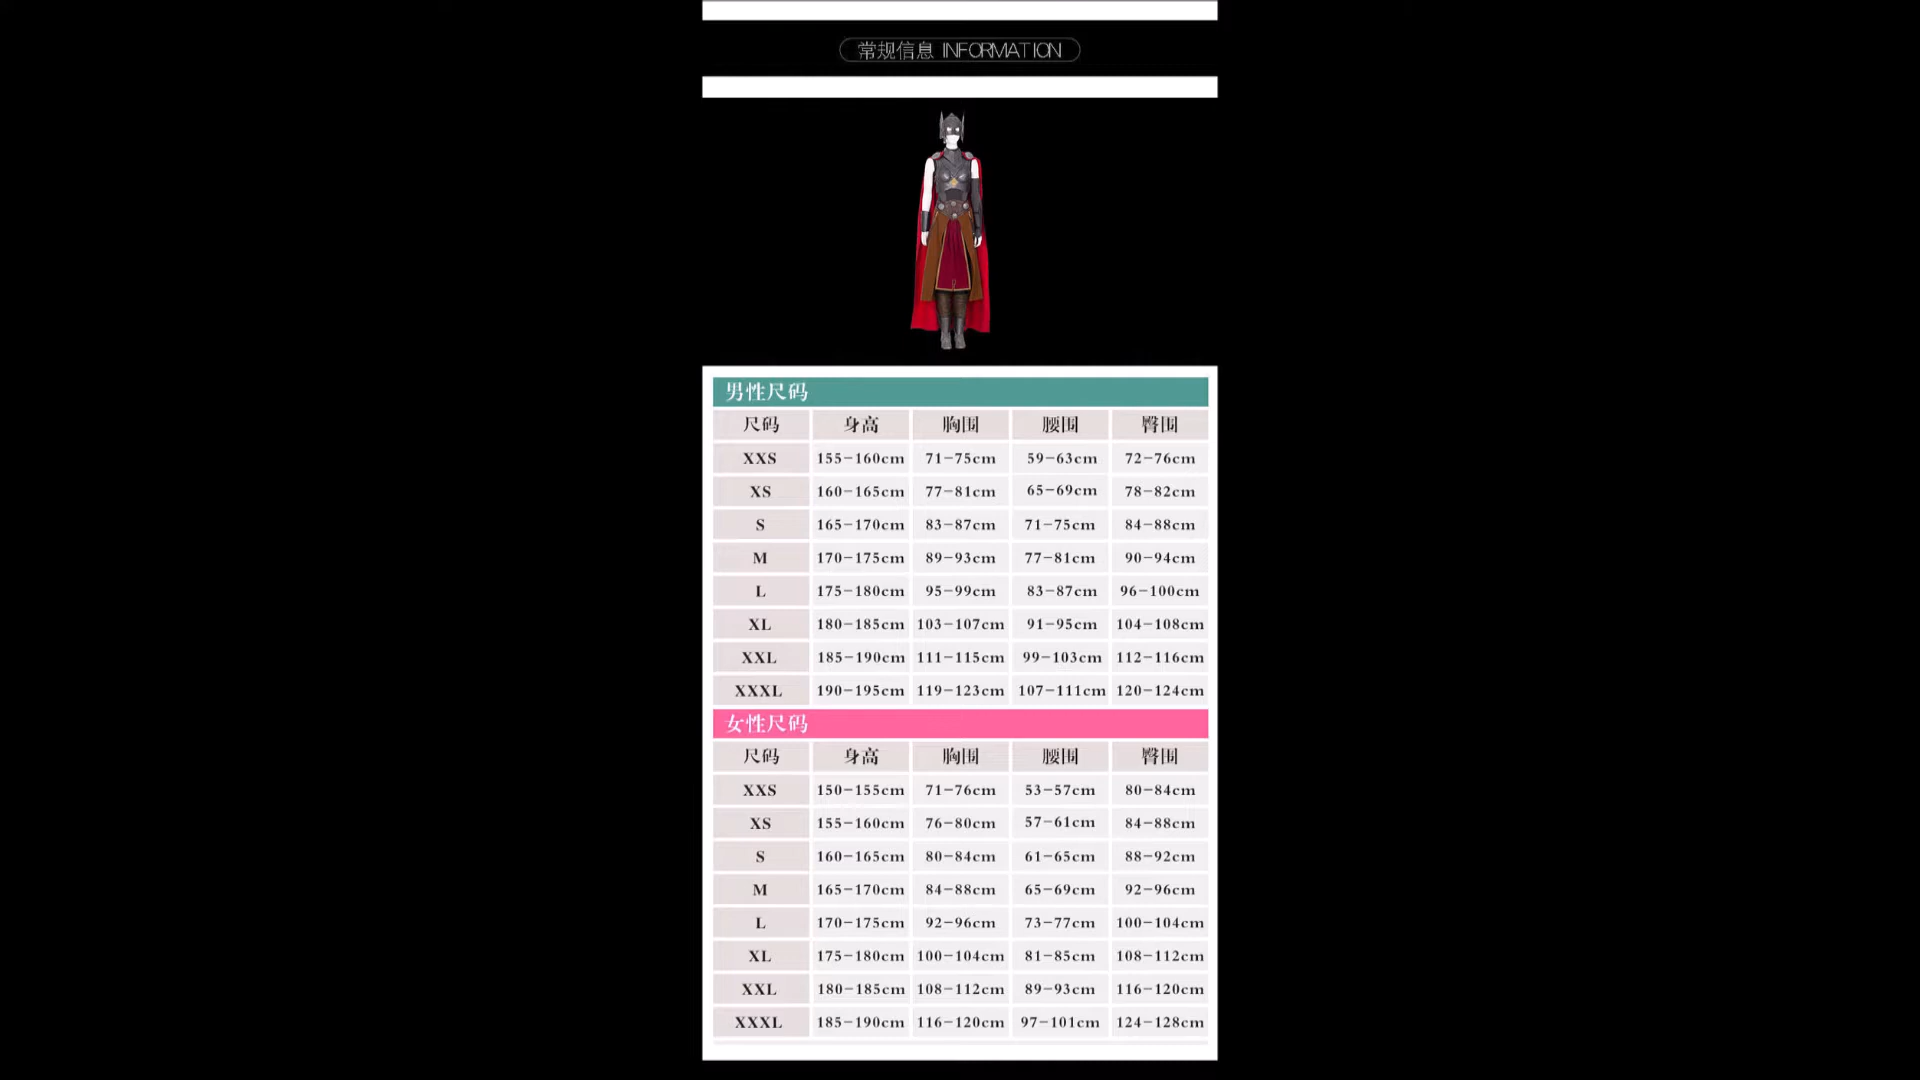 常规信息 INFORMATION
男性尺码
尺码 身高 胸围 腰围 臀围
XXS 155-160cm 71-75cm 59-63cm 72-76cm
XS 160-165cm 77-81cm 65-69cm 78-82cm
S 165-170cm 83-87cm 71-75cm 84-88cm
M 170-175cm 89-93cm 77-81cm 90-94cm
L 175-180cm 95-99cm 83-87cm 96-100cm
XL 180-185cm 103-107cm 91-95cm 104-108cm
XXL 185-190cm 111-115cm 99-103cm 112-116cm
XXXL 190-195cm 119-123cm 107-111cm 120-124cm
女性尺码
尺码 身高 胸围 腰围 臀围
XXS 150-155cm 71-76cm 53-57cm 80-84cm
XS 155-160cm 76-80cm 57-61cm 84-88cm
S 160-165cm 80-84cm 61-65cm 88-92cm
M 165-170cm 84-88cm 65-69cm 92-96cm
L 170-175cm 92-96cm 73-77cm 100-104cm
XL 175-180cm 100-104cm 81-85cm 108-112cm
XXL 180-185cm 108-112cm 89-93cm 116-120cm
XXXL 185-190cm 116-120cm 97-101cm 124-128cm